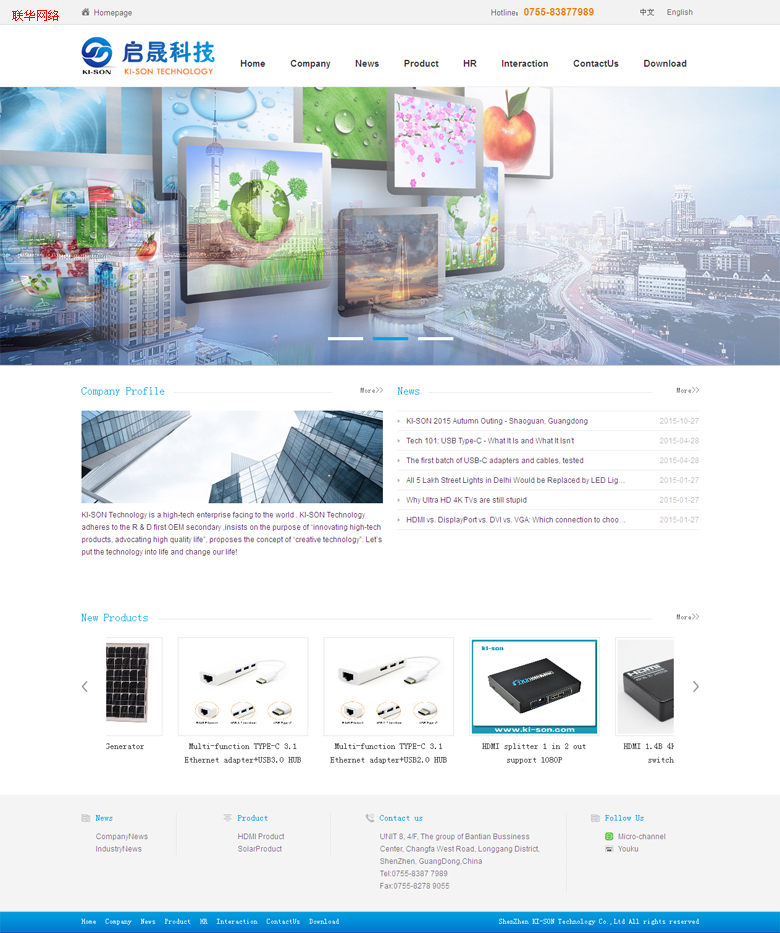 联华网络
Homepage
Hotline: 0755-83877989
中文 English
启晟科技
KI-SON
KI-SON TECHNOLOGY
Home Company News Product HR Interaction ContactUs Download
Company Profile More>>
KI-SON Technology is a high-tech enterprise facing to the world . KI-SON Technology
adheres to the R & D first OEM secondary ,insists on the purpose of "innovating high-tech
products, advocating high quality life", proposes the concept of "creative technology". Let's
put the technology into life and change our life!
News More>>
KI-SON 2015 Autumn Outing - Shaoguan, Guangdong 2015-10-27
Tech 101: USB Type-C - What It Is and What It Isn't 2015-04-28
The first batch of USB-C adapters and cables, tested 2015-04-28
All 5 Lakh Street Lights in Delhi Would be Replaced by LED Lig... 2015-01-27
Why Ultra HD 4K TVs are still stupid 2015-01-27
HDMI vs. DisplayPort vs. DVI vs. VGA: Which connection to choo... 2015-01-27
New Products More>>
Generator
Multi-function TYPE-C 3.1
Ethernet adapter+USB3.0 HUB
Multi-function TYPE-C 3.1
Ethernet adapter+USB2.0 HUB
ki-son
www.ki-son.com
HDMI splitter 1 in 2 out
support 1080P
HDMI
HDMI 1.4B 4K
switch
News
CompanyNews
IndustryNews
Product
HDMI Product
SolarProduct
Contact us
UNIT 8, 4/F, The group of Bantian Bussiness
Center, Changfa West Road, Longgang District,
ShenZhen, GuangDong,China
Tel:0755-8387 7989
Fax:0755-8278 9055
Follow Us
Micro-channel
Youku
Home Company News Product HR Interaction ContactUs Download
ShenZhen KI-SON Technology Co.,Ltd All rights reserved